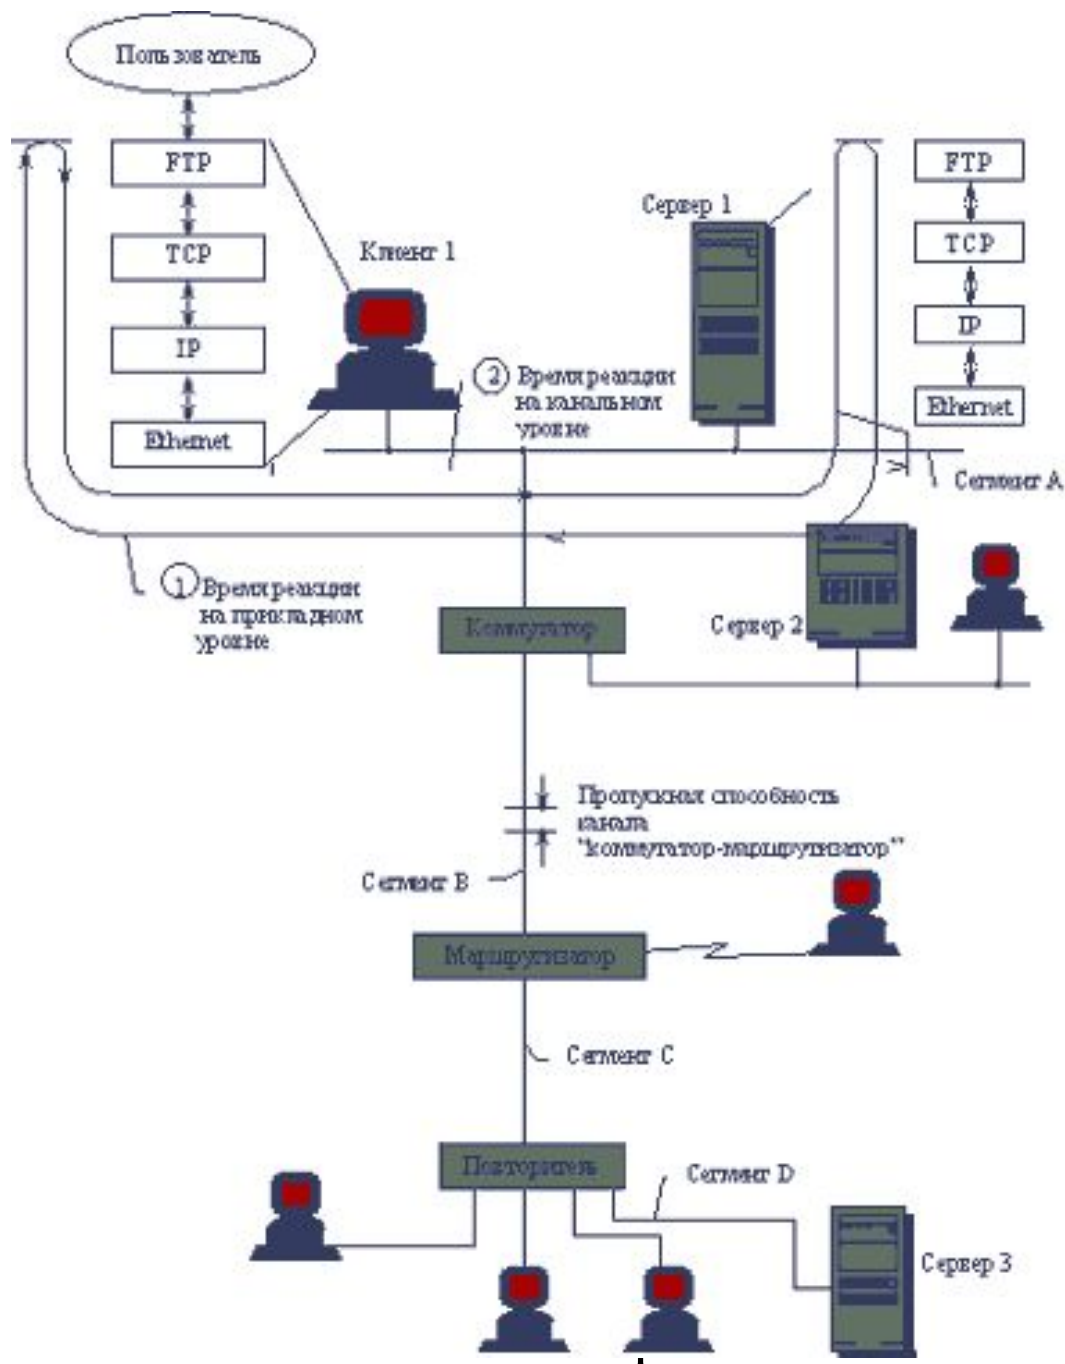 Пользователь
FTP
TCP
IP
Ethernet
Клиент 1
Сервер 1
FTP
TCP
IP
Ethernet
2 Время реакции
на канальном
уровне
Сегмент A
1 Время реакции
на прикладном
уровне
Коммутатор
Сервер 2
Пропускная способность
канала
"коммутатор-маршрутизатор"
Сегмент B
Маршрутизатор
Сегмент C
Повторитель
Сегмент D
Сервер 3